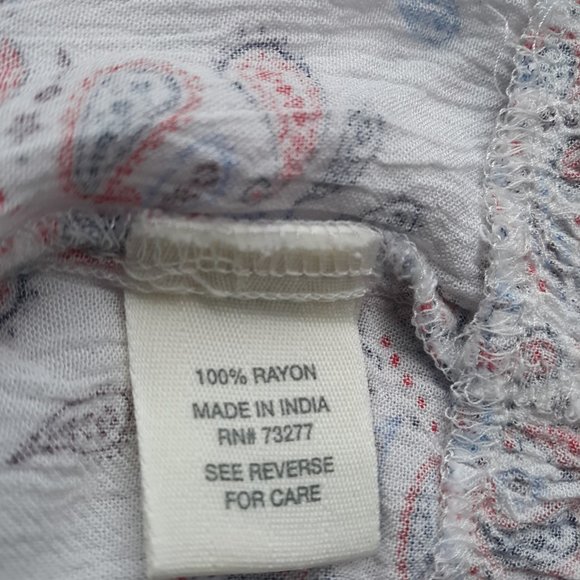 100% RAYON
MADE IN INDIA
RN# 73277
SEE REVERSE
FOR CARE